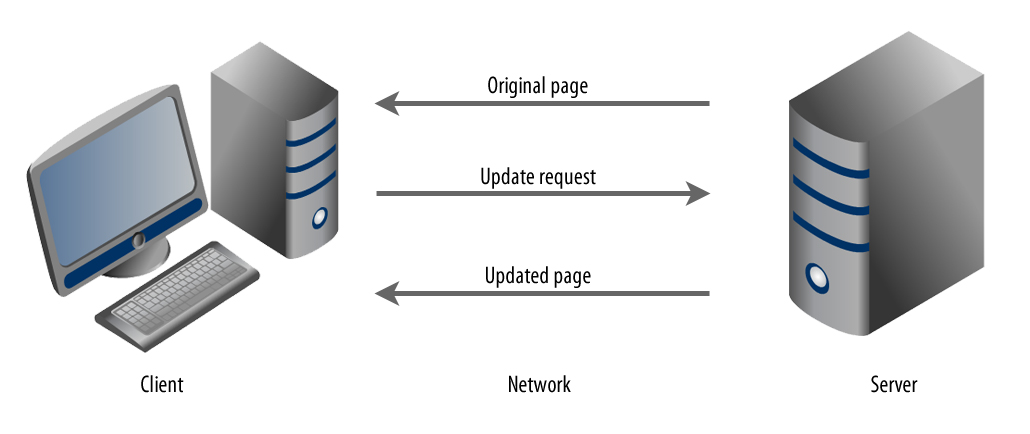 Original page
Update request
Updated page
Client
Network
Server